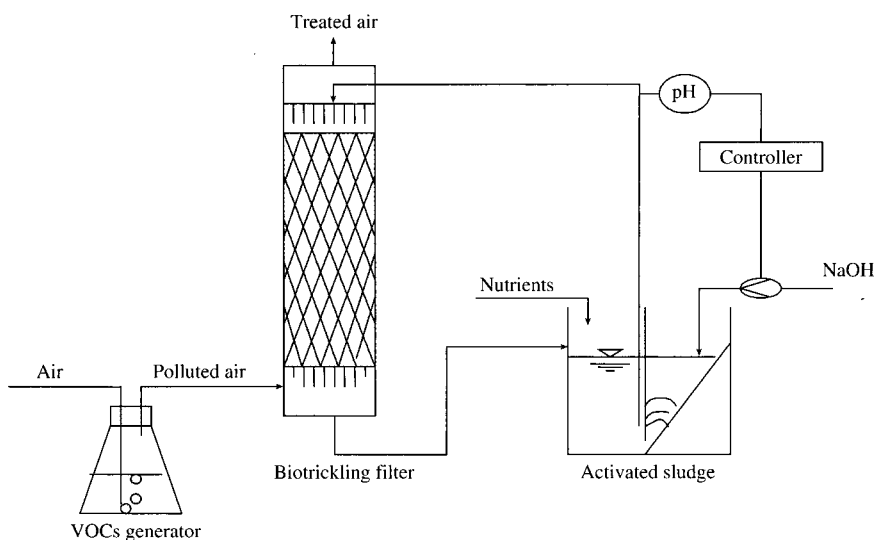 Treated air
pH
Controller
NaOH
Nutrients
Air
Polluted air
Biotrickling filter
Activated sludge
VOCs generator